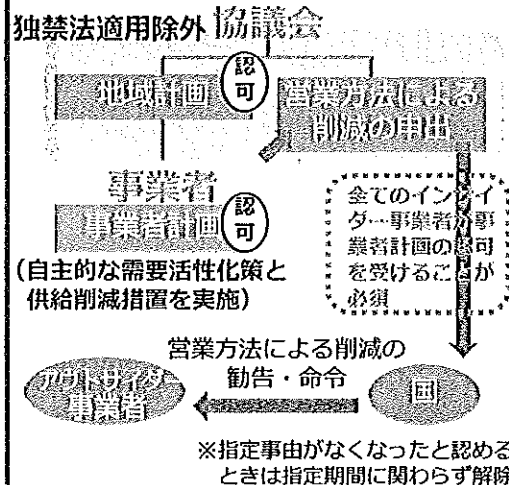 独禁法適用除外
協議会
認可
地域計画
営業方法による
削減の申出
事業者
事業者計画
認可
(自主的な需要活性化策と
供給削減措置を実施)
全てのインサイ
ダー事業者が事
業者計画の認可
を受けることが
必須
営業方法による削減の
勧告・命令
アウトサイダー
事業者
国
※指定事由がなくなったと認める
ときは指定期間に関わらず解除